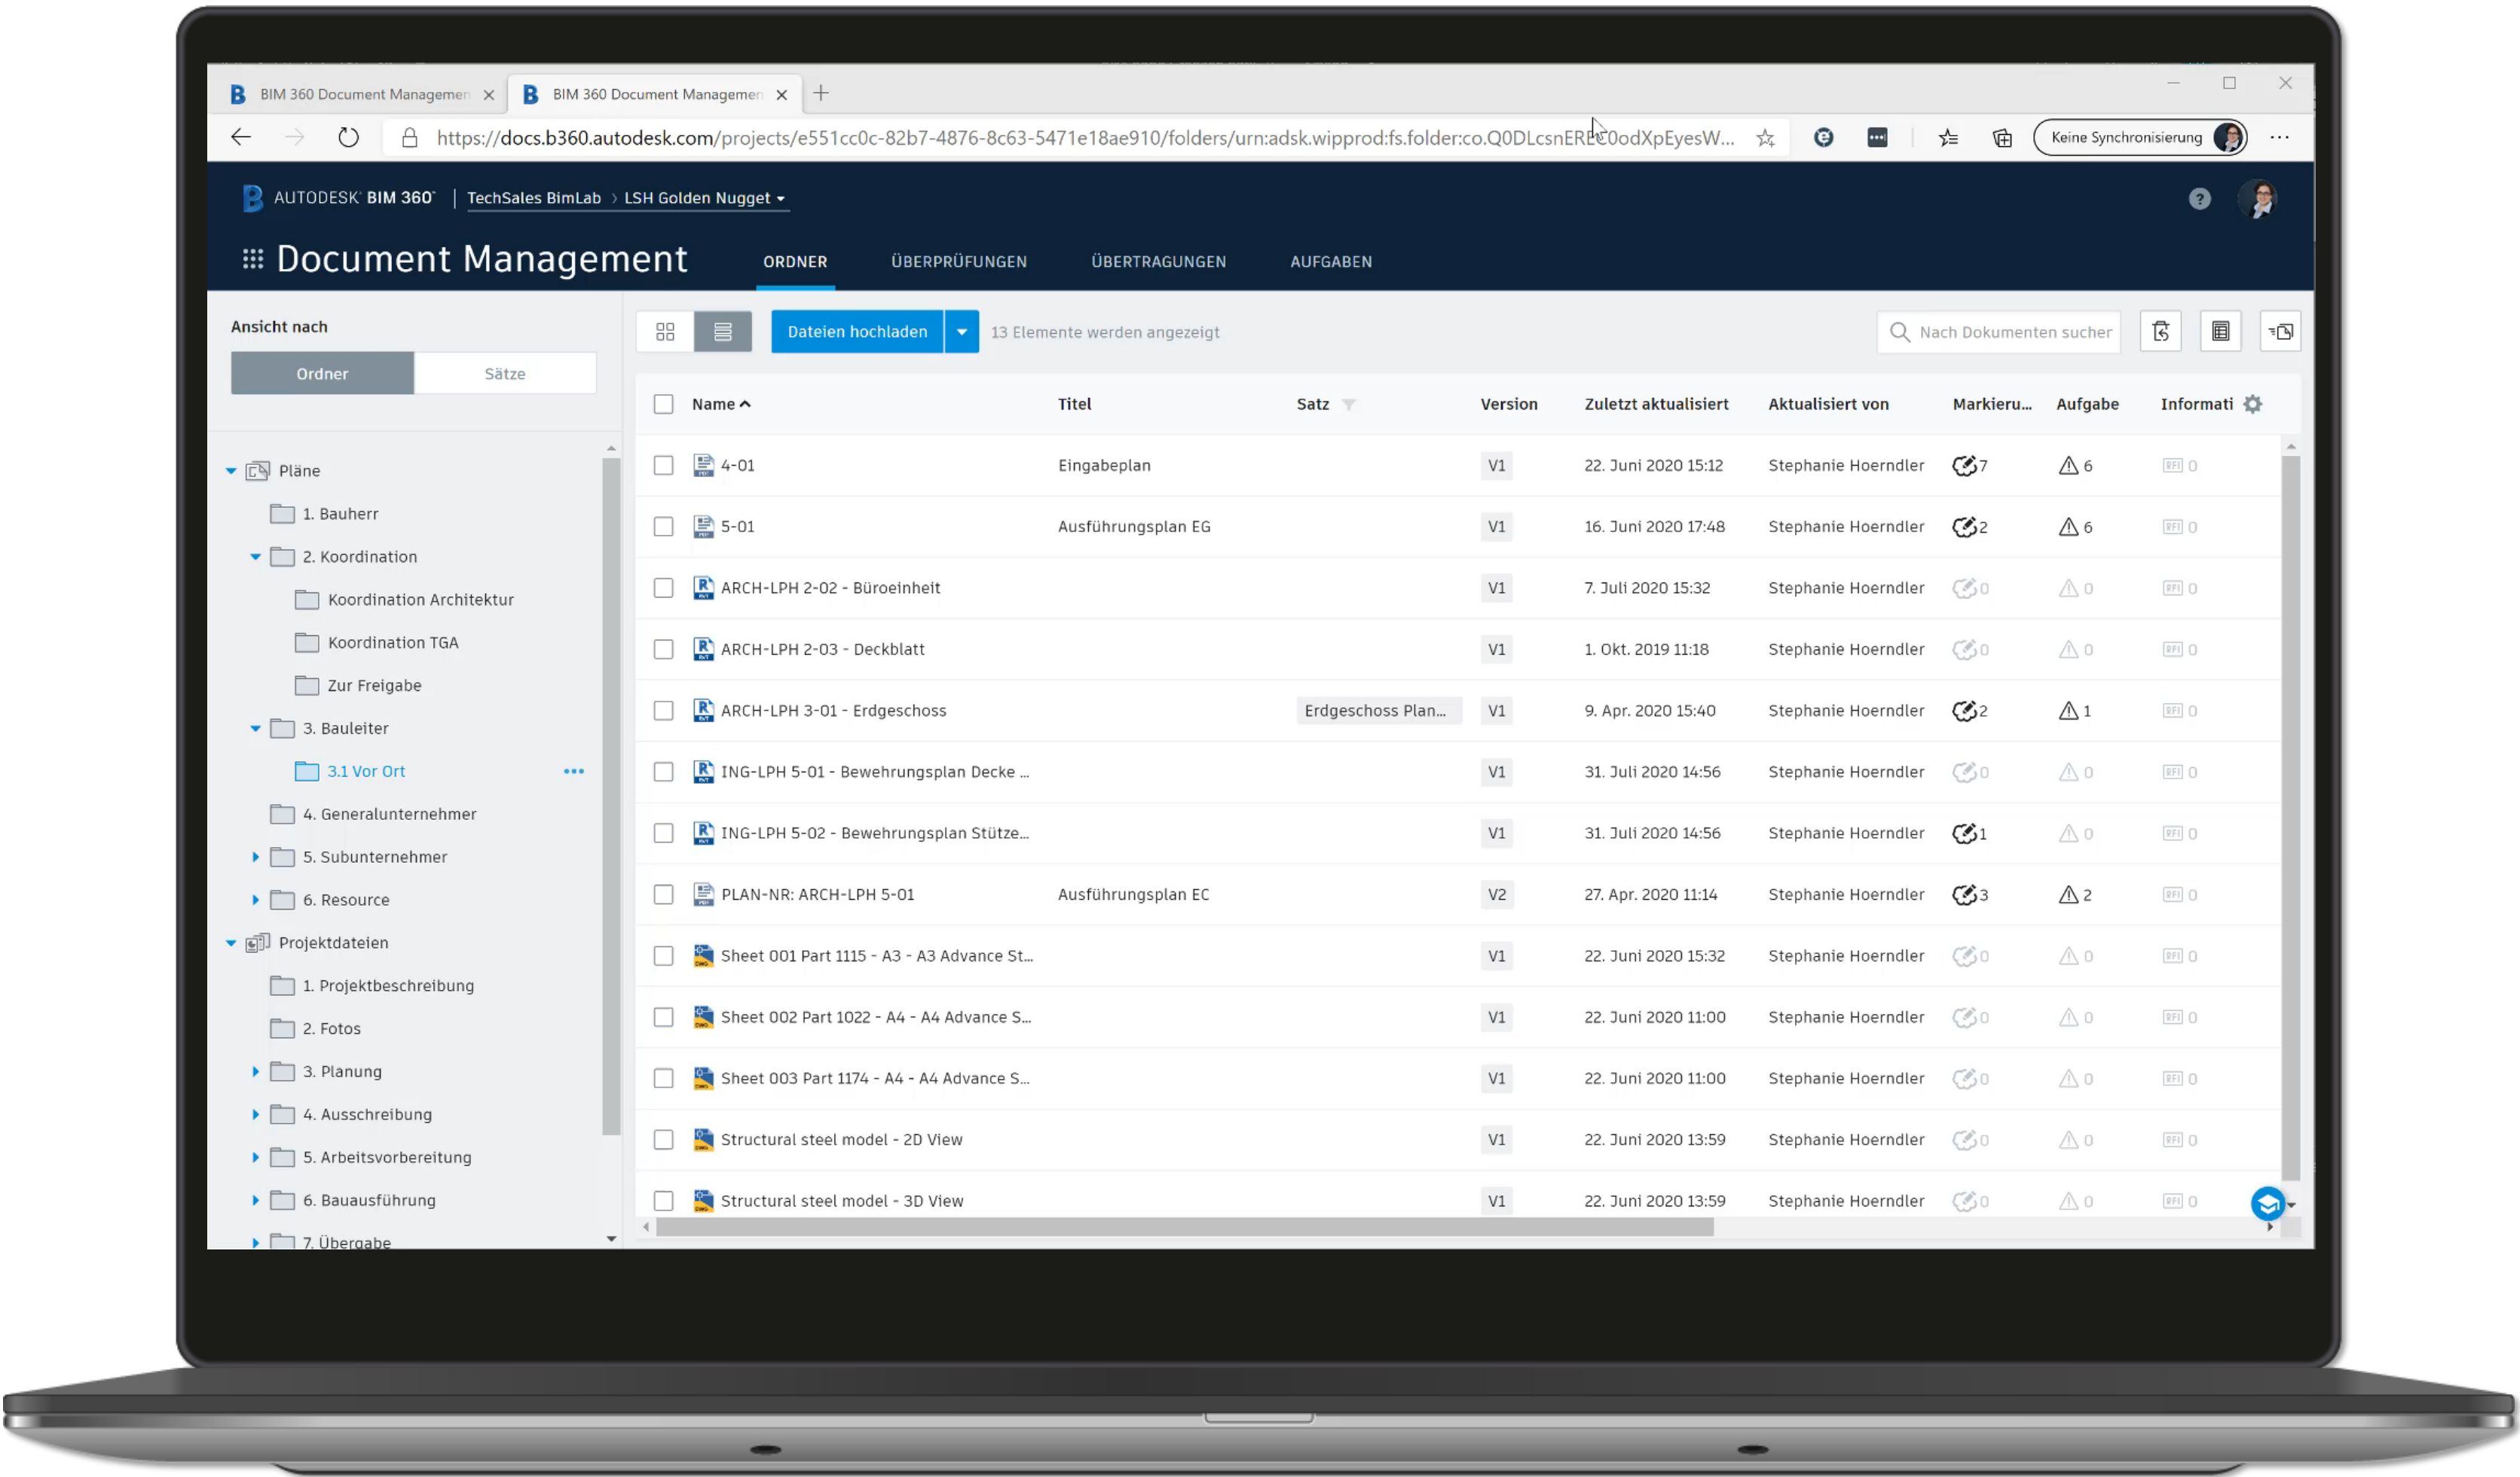 BIM 360 Document Managemen
BIM 360 Document Managemen
https://docs.b360.autodesk.com/projects/e551cc0c-82b7-4876-8c63-5471e18ae910/folders/urn:adsk.wipprod:fs.folder:co.Q0DLcsnEREC0odXpEyesW...
Keine Synchronisierung
AUTODESK® BIM 360™ TechSales BimLab > LSH Golden Nugget
?
Document Management ORDNER ÜBERPRÜFUNGEN ÜBERTRAGUNGEN AUFGABEN
Ansicht nach
Ordner Sätze
Pläne
1. Bauherr
2. Koordination
Koordination Architektur
Koordination TGA
Zur Freigabe
3. Bauleiter
3.1 Vor Ort
4. Generalunternehmer
5. Subunternehmer
6. Resource
Projektdateien
1. Projektbeschreibung
2. Fotos
3. Planung
4. Ausschreibung
5. Arbeitsvorbereitung
6. Bauausführung
7. Übergabe
Dateien hochladen 13 Elemente werden angezeigt Nach Dokumenten sucher
Name Titel Satz Version Zuletzt aktualisiert Aktualisiert von Markieru... Aufgabe Informati
4-01 Eingabeplan V1 22. Juni 2020 15:12 Stephanie Hoerndler 7 6 RFI 0
5-01 Ausführungsplan EG V1 16. Juni 2020 17:48 Stephanie Hoerndler 2 6 RFI 0
ARCH-LPH 2-02 - Büroeinheit V1 7. Juli 2020 15:32 Stephanie Hoerndler 0 0 RFI 0
ARCH-LPH 2-03 - Deckblatt V1 1. Okt. 2019 11:18 Stephanie Hoerndler 0 0 RFI 0
ARCH-LPH 3-01 - Erdgeschoss Erdgeschoss Plan... V1 9. Apr. 2020 15:40 Stephanie Hoerndler 2 1 RFI 0
ING-LPH 5-01 - Bewehrungsplan Decke ... V1 31. Juli 2020 14:56 Stephanie Hoerndler 0 0 RFI 0
ING-LPH 5-02 - Bewehrungsplan Stütze... V1 31. Juli 2020 14:56 Stephanie Hoerndler 1 0 RFI 0
PLAN-NR: ARCH-LPH 5-01 Ausführungsplan EC V2 27. Apr. 2020 11:14 Stephanie Hoerndler 3 2 RFI 0
Sheet 001 Part 1115 - A3 - A3 Advance St... V1 22. Juni 2020 15:32 Stephanie Hoerndler 0 0 RFI 0
Sheet 002 Part 1022 - A4 - A4 Advance S... V1 22. Juni 2020 11:00 Stephanie Hoerndler 0 0 RFI 0
Sheet 003 Part 1174 - A4 - A4 Advance S... V1 22. Juni 2020 11:00 Stephanie Hoerndler 0 0 RFI 0
Structural steel model - 2D View V1 22. Juni 2020 13:59 Stephanie Hoerndler 0 0 RFI 0
Structural steel model - 3D View V1 22. Juni 2020 13:59 Stephanie Hoerndler 0 0 RFI 0